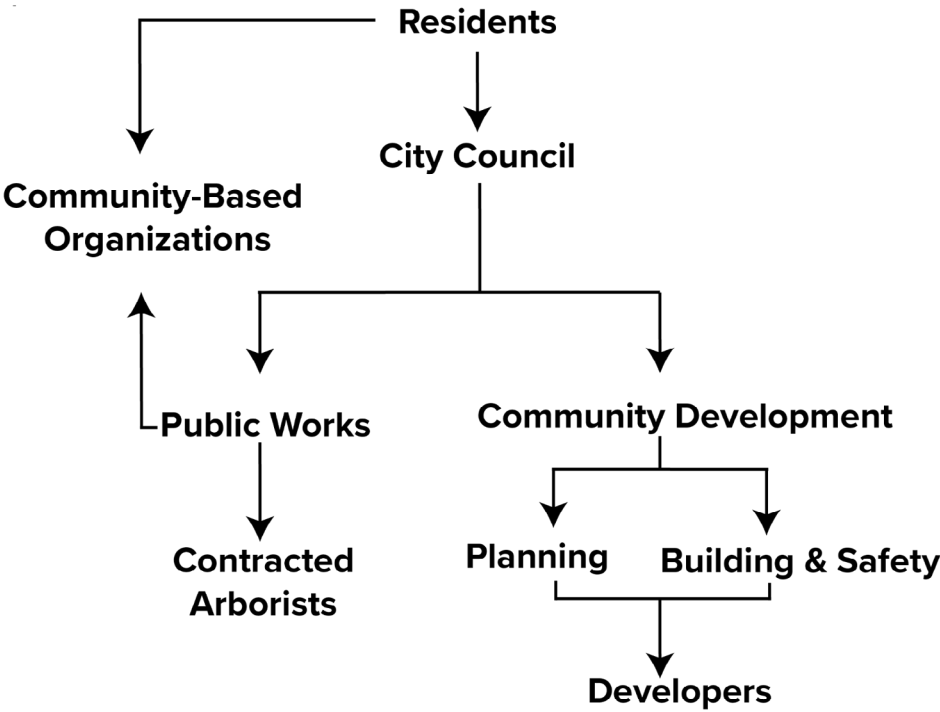 Residents
City Council
Community-Based
Organizations
Public Works
Community Development
Contracted
Arborists
Planning
Building & Safety
Developers